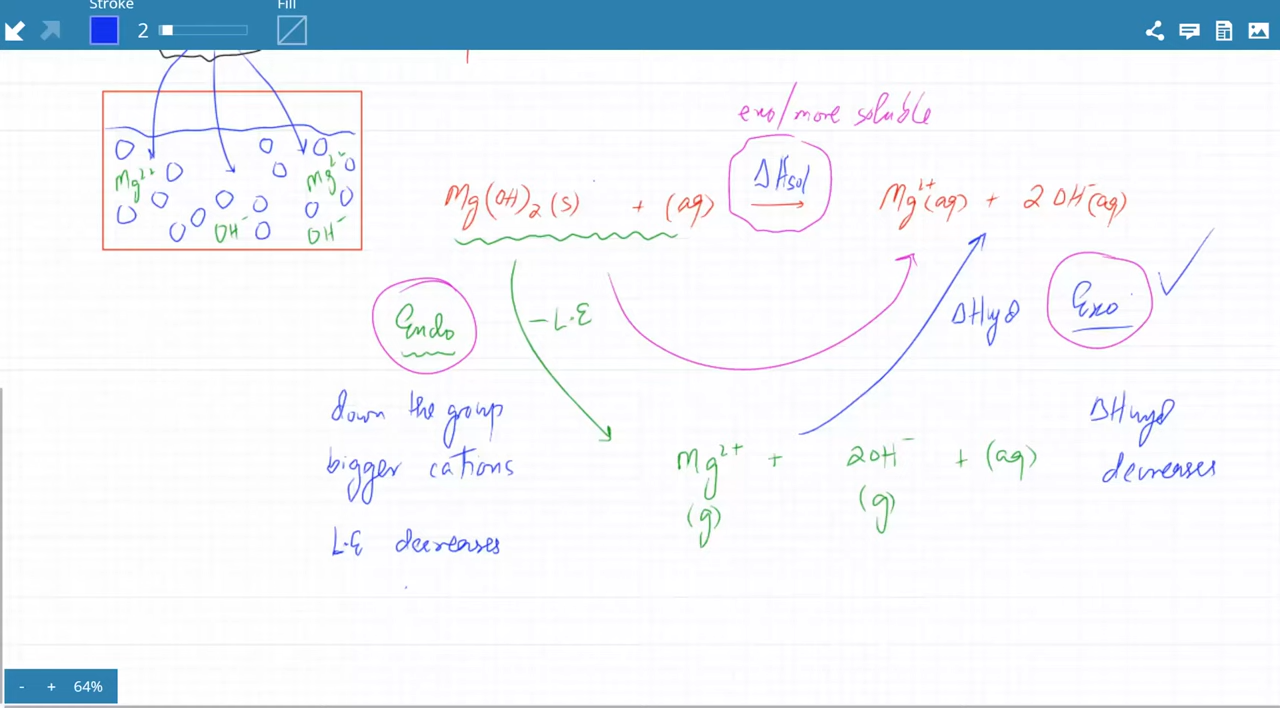 Stroke
Fill
2
exo/more soluble
ΔHsol
Mg(OH)₂(s) + (aq) → Mg²⁺(aq) + 2OH⁻(aq)
Mg²⁺ Mg²⁺
OH⁻ OH⁻
Endo
-L.E
ΔHhyd
Exo
down the group
bigger cations
L.E decreases
Mg²⁺ + 2OH⁻ + (aq)
(g) (g)
ΔHhyd
decreases
- + 64%